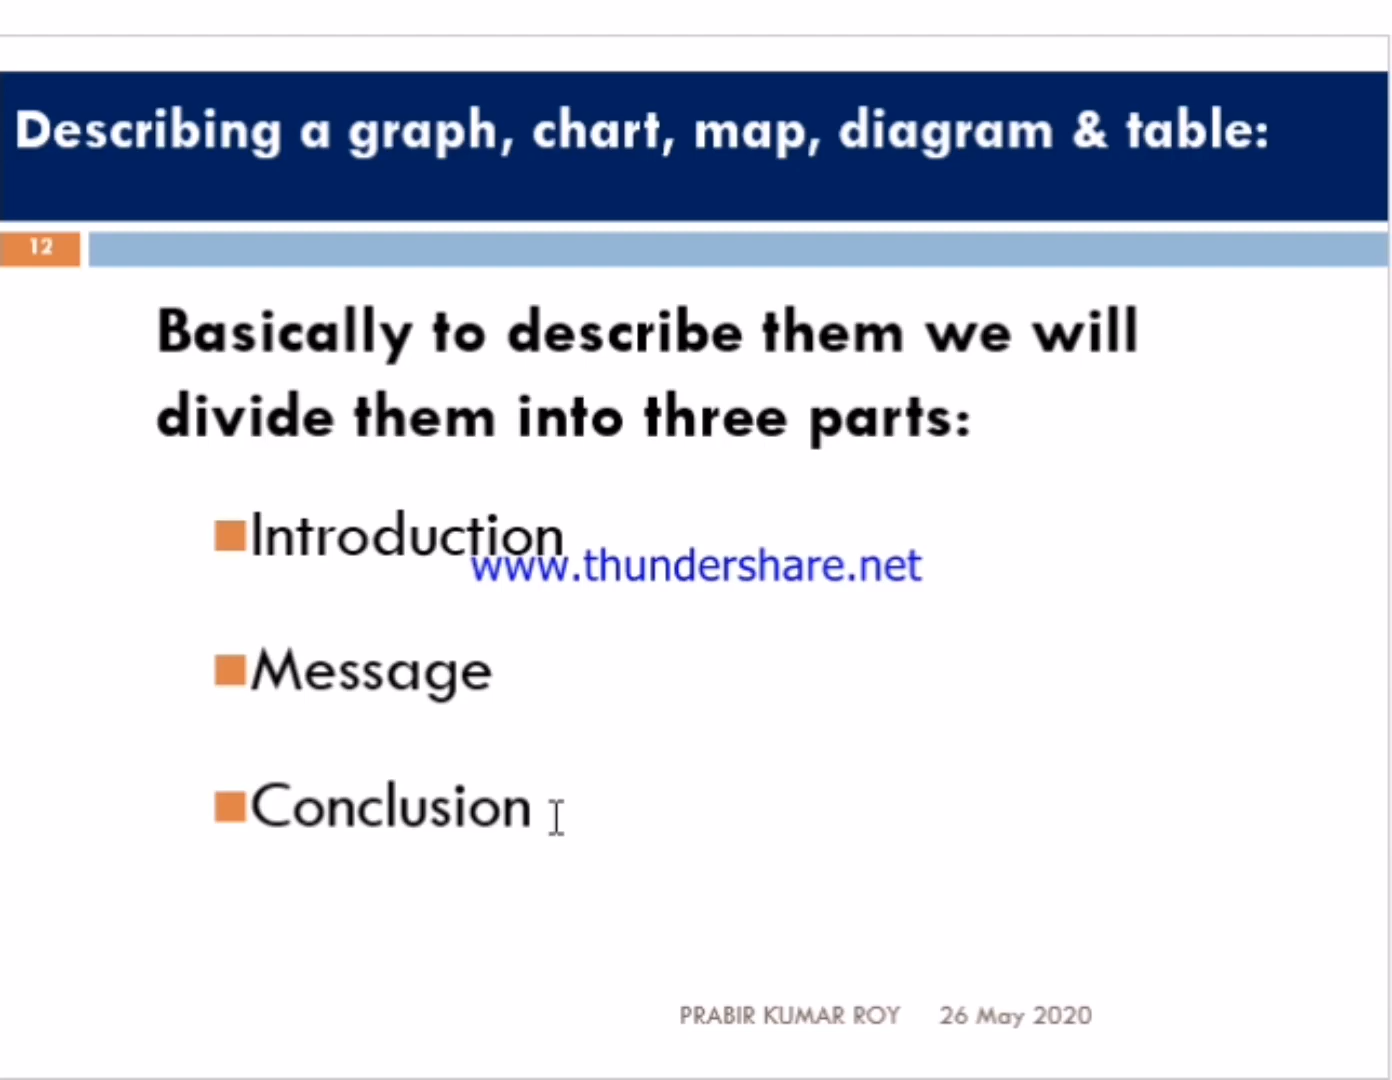 Describing a graph, chart, map, diagram & table:
12
Basically to describe them we will
divide them into three parts:
Introduction
www.thundershare.net
Message
Conclusion
PRABIR KUMAR ROY 26 May 2020